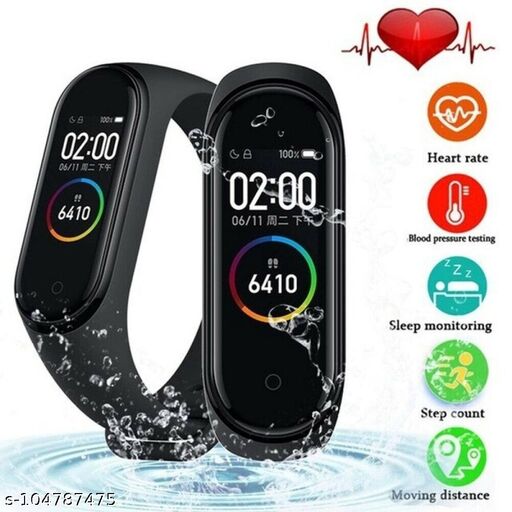 100%
02:00
06/11 周二 下午
6410
100%
02:00
06/11 周二 下午
6410
Heart rate
Blood pressure testing
Z Z Z
Sleep monitoring
Step count
Moving distance
s-104787475